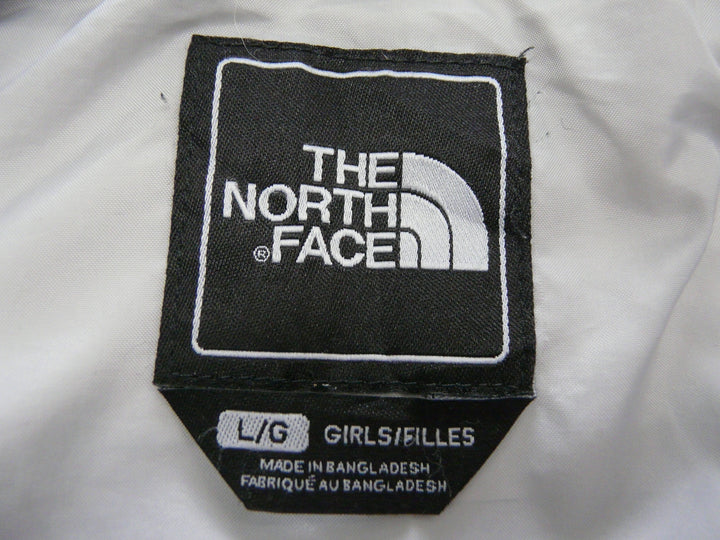 THE
NORTH
® FACE
L/G GIRLS/FILLES
MADE IN BANGLADESH
FABRIQUÉ AU BANGLADESH